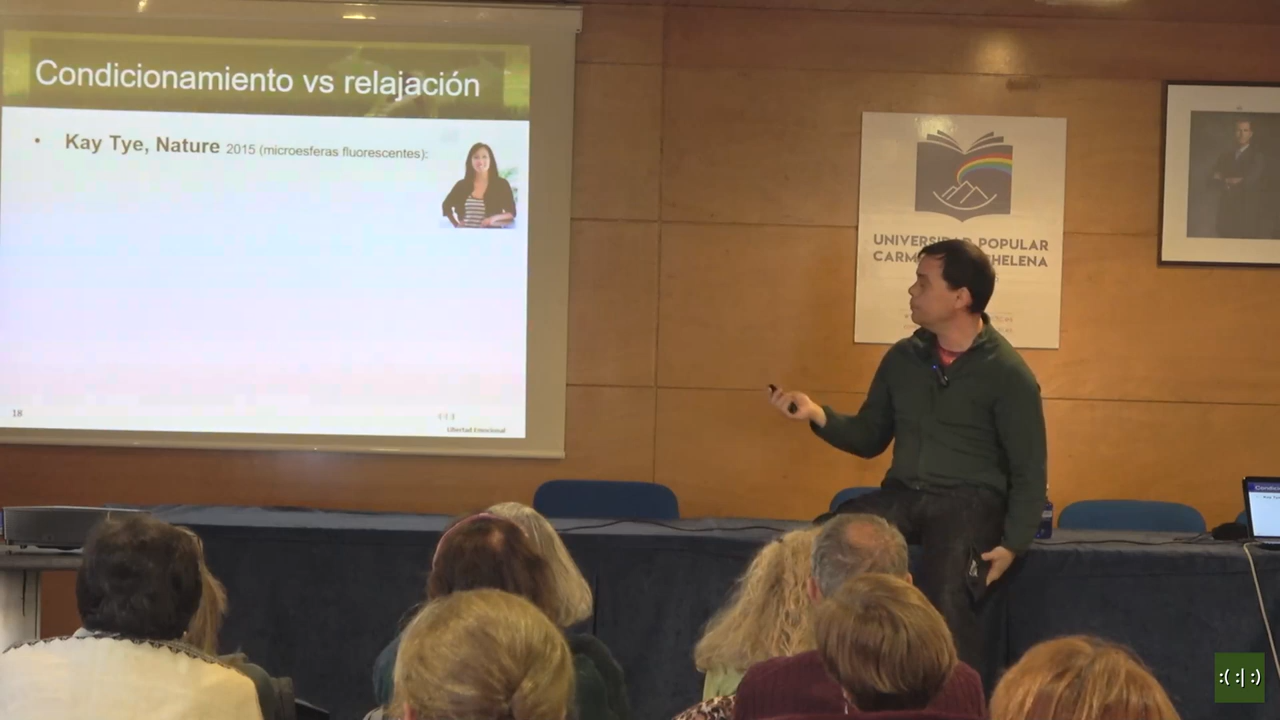 Condicionamiento vs relajación
• Kay Tye, Nature 2015 (microesferas fluorescentes):
18
Libertad Emocional
UNIVERSIDAD POPULAR
:( :| :)